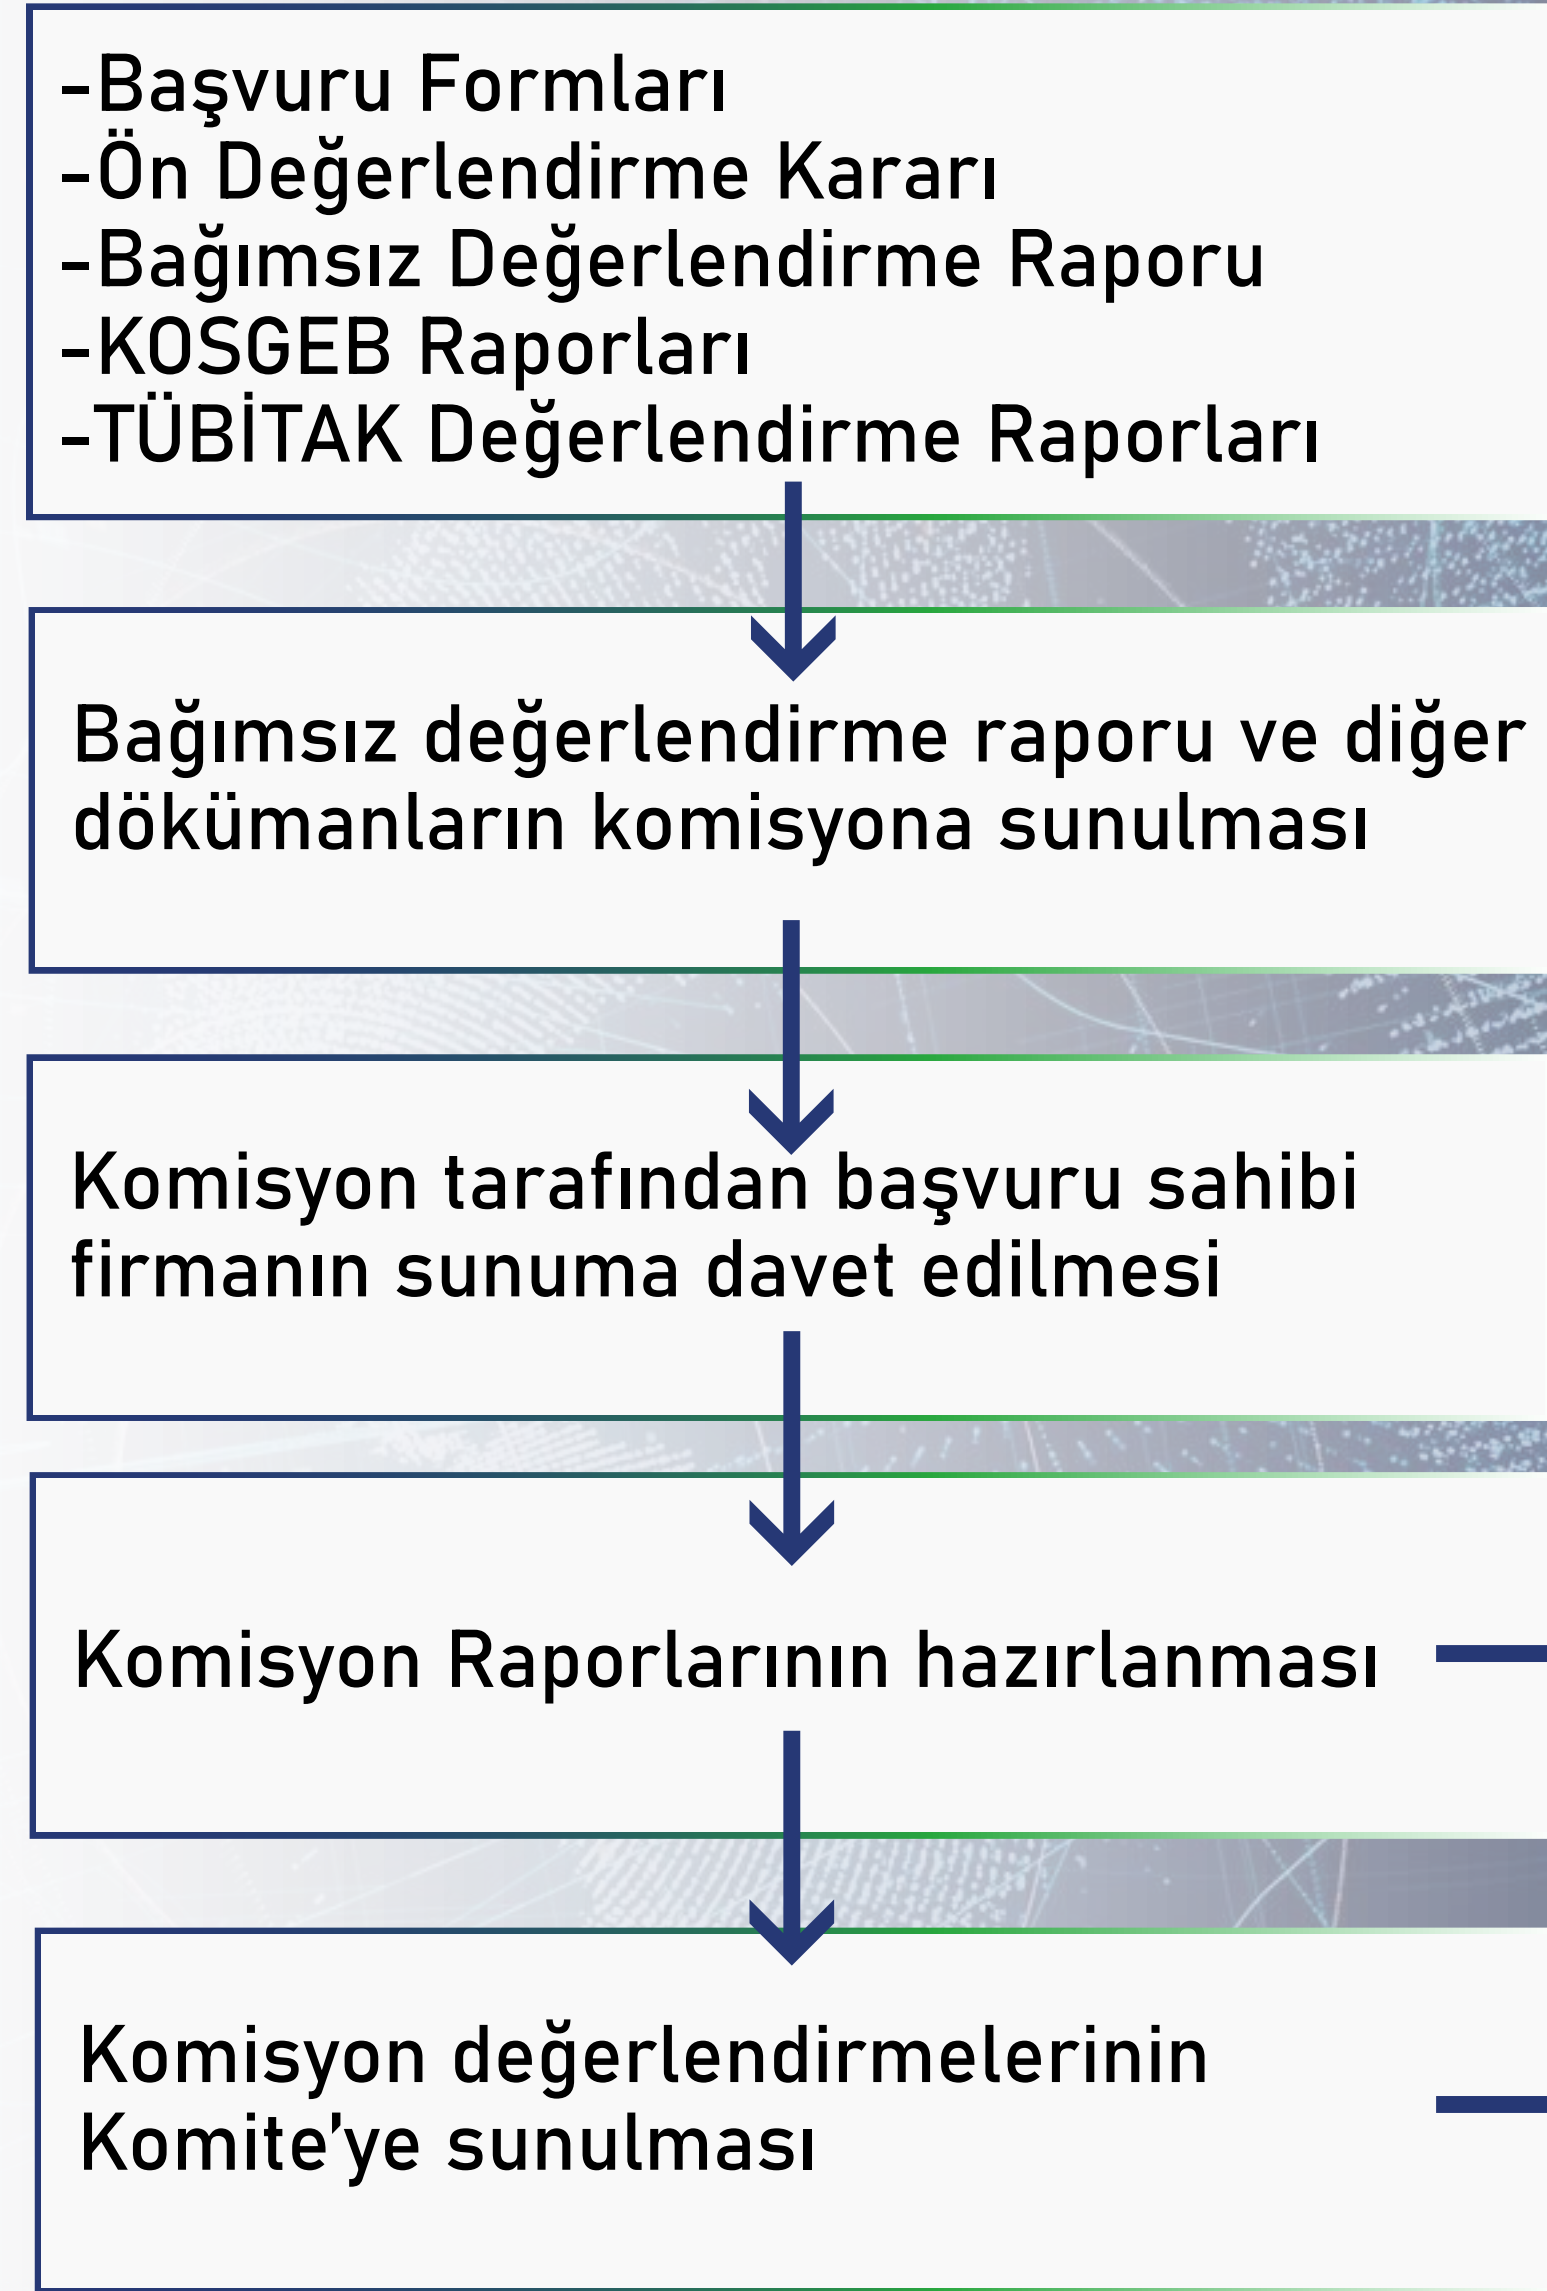 -Başvuru Formları
-Ön Değerlendirme Kararı
-Bağımsız Değerlendirme Raporu
-KOSGEB Raporları
-TÜBİTAK Değerlendirme Raporları
Bağımsız değerlendirme raporu ve diğer
dökümanların komisyona sunulması
Komisyon tarafından başvuru sahibi
firmanın sunuma davet edilmesi
Komisyon Raporlarının hazırlanması
Komisyon değerlendirmelerinin
Komite'ye sunulması